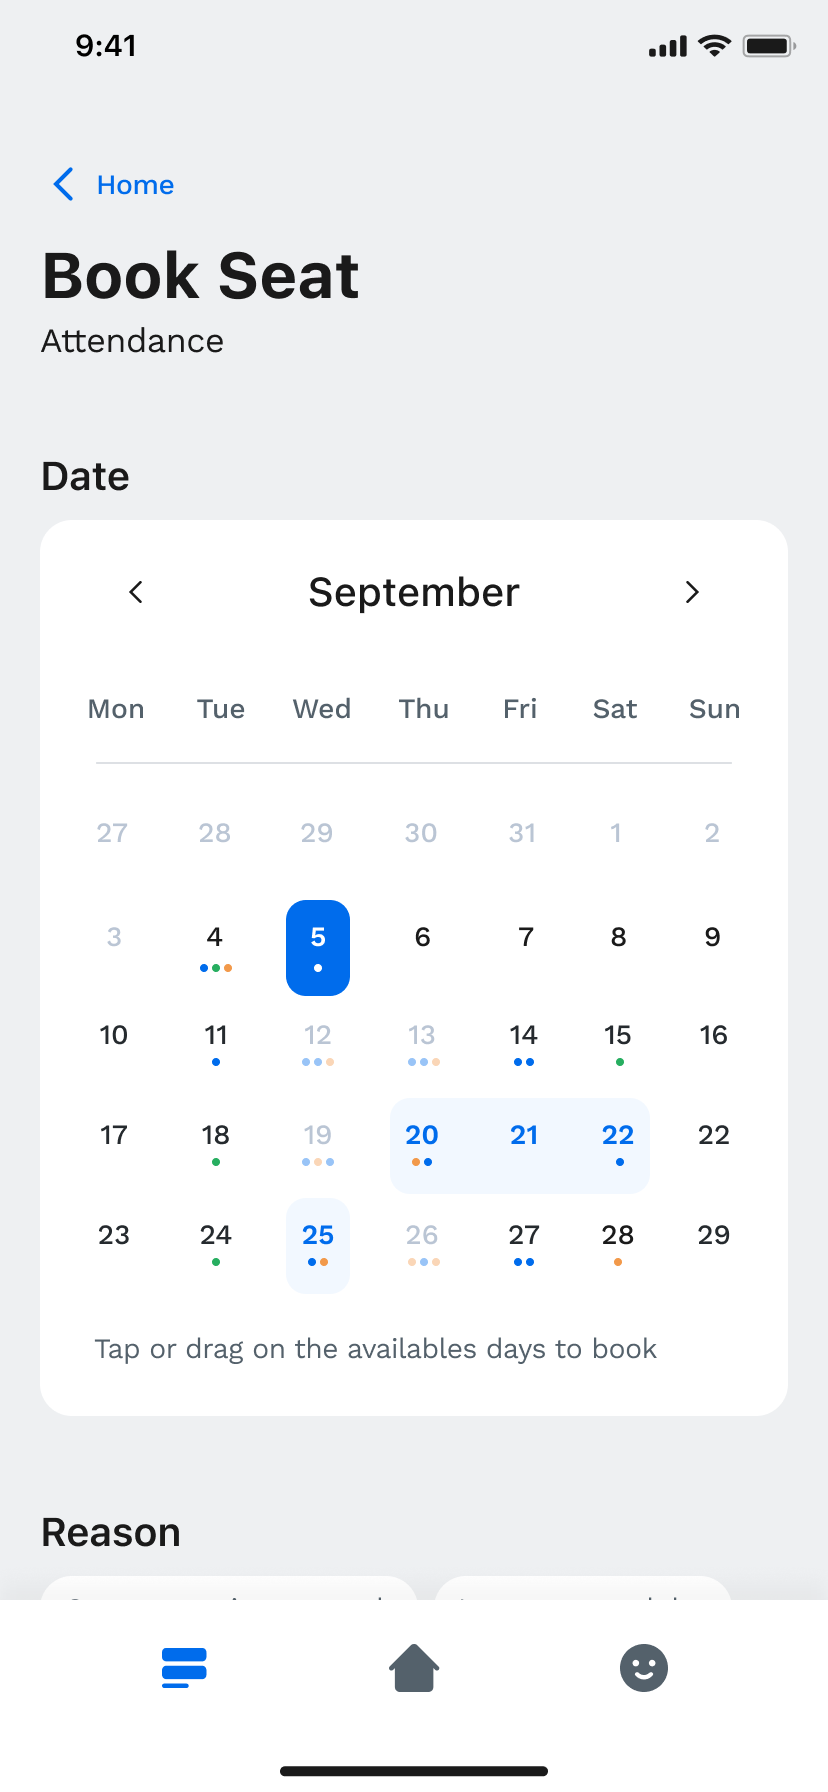 9:41
Home
Book Seat
Attendance
Date
September
Mon Tue Wed Thu Fri Sat Sun
27 28 29 30 31 1 2
3 4 5 6 7 8 9
10 11 12 13 14 15 16
17 18 19 20 21 22 22
23 24 25 26 27 28 29
Tap or drag on the availables days to book
Reason